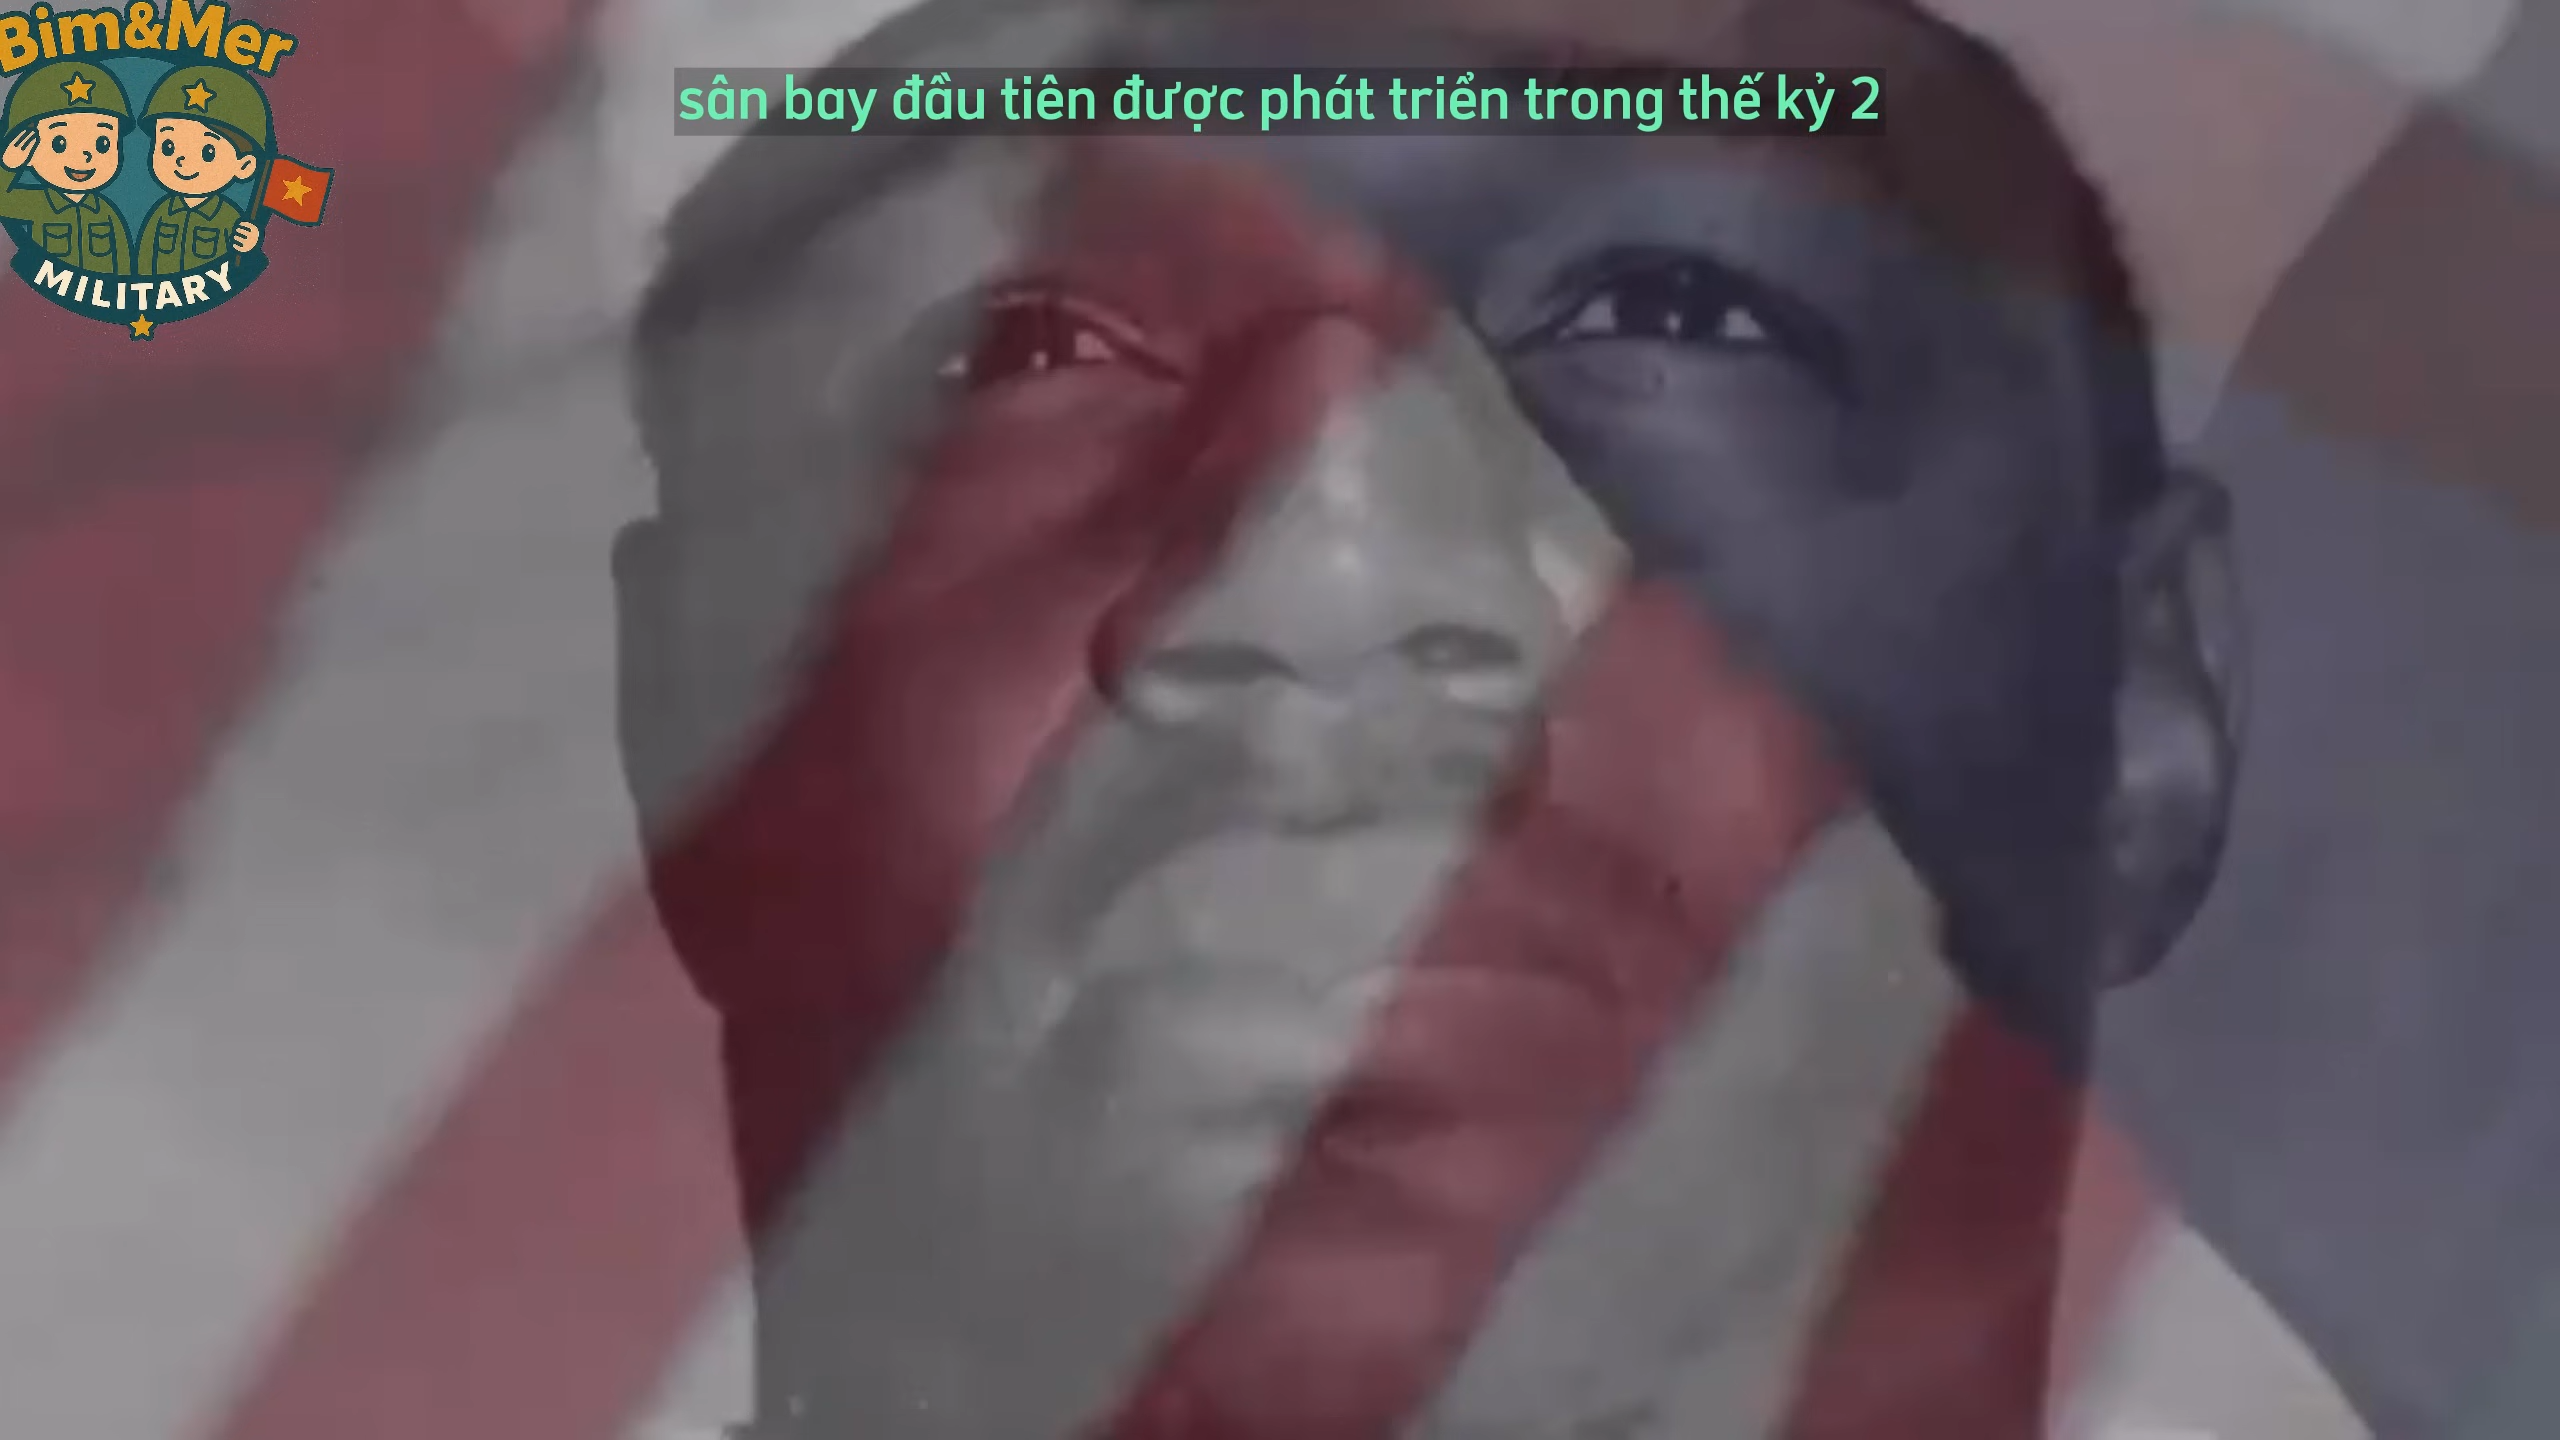 Bim&Mer
MILITARY
sân bay đầu tiên được phát triển trong thế kỷ 2